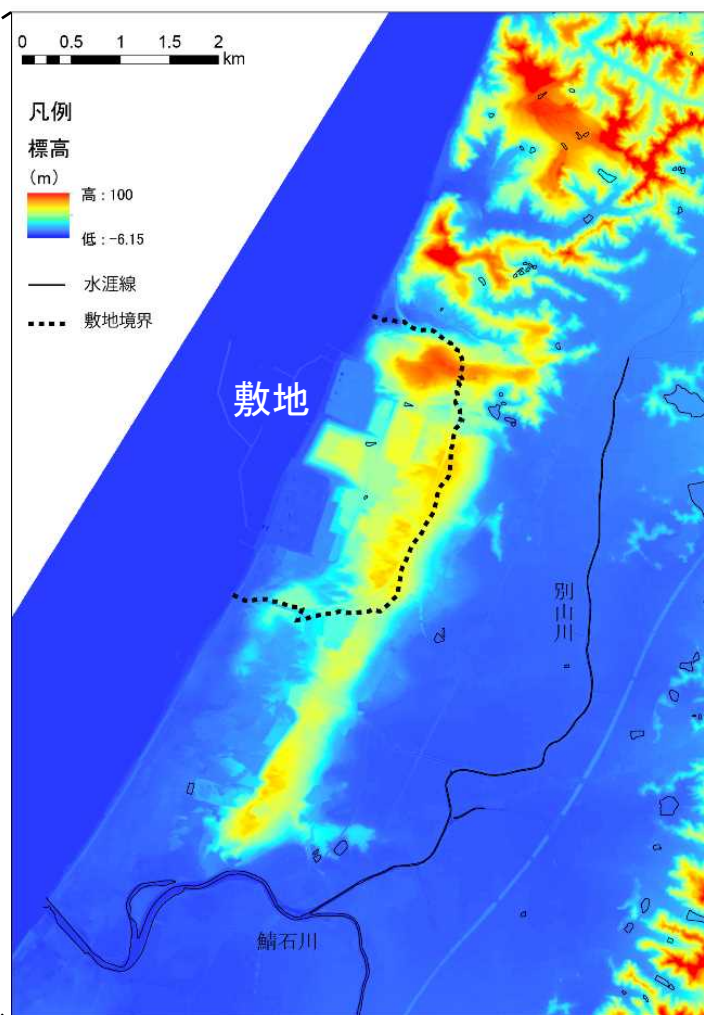 0 0.5 1 1.5 2
km
凡例
標高
(m)
高 : 100
低 : -6.15
水涯線
敷地境界
敷地
別山川
鯖石川